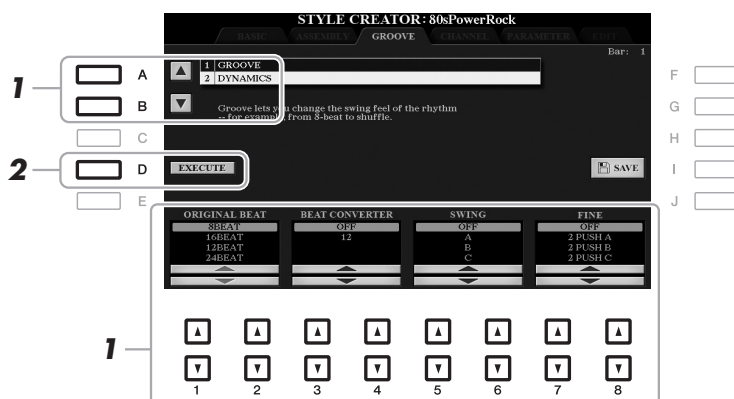 STYLE CREATOR: 80sPowerRock
BASIC ASSEMBLY GROOVE CHANNEL PARAMETER EDIT
Bar: 1
1 GROOVE
2 DYNAMICS
Groove lets you change the swing feel of the rhythm
-- for example, from 8-beat to shuffle.
1
A
B
C
2
D
E
F
G
H
I
J
EXECUTE
SAVE
ORIGINAL BEAT BEAT CONVERTER SWING FINE
8BEAT OFF OFF OFF
16BEAT 12 A 2 PUSH A
12BEAT B 2 PUSH B
24BEAT C 2 PUSH C
1
1 2 3 4 5 6 7 8